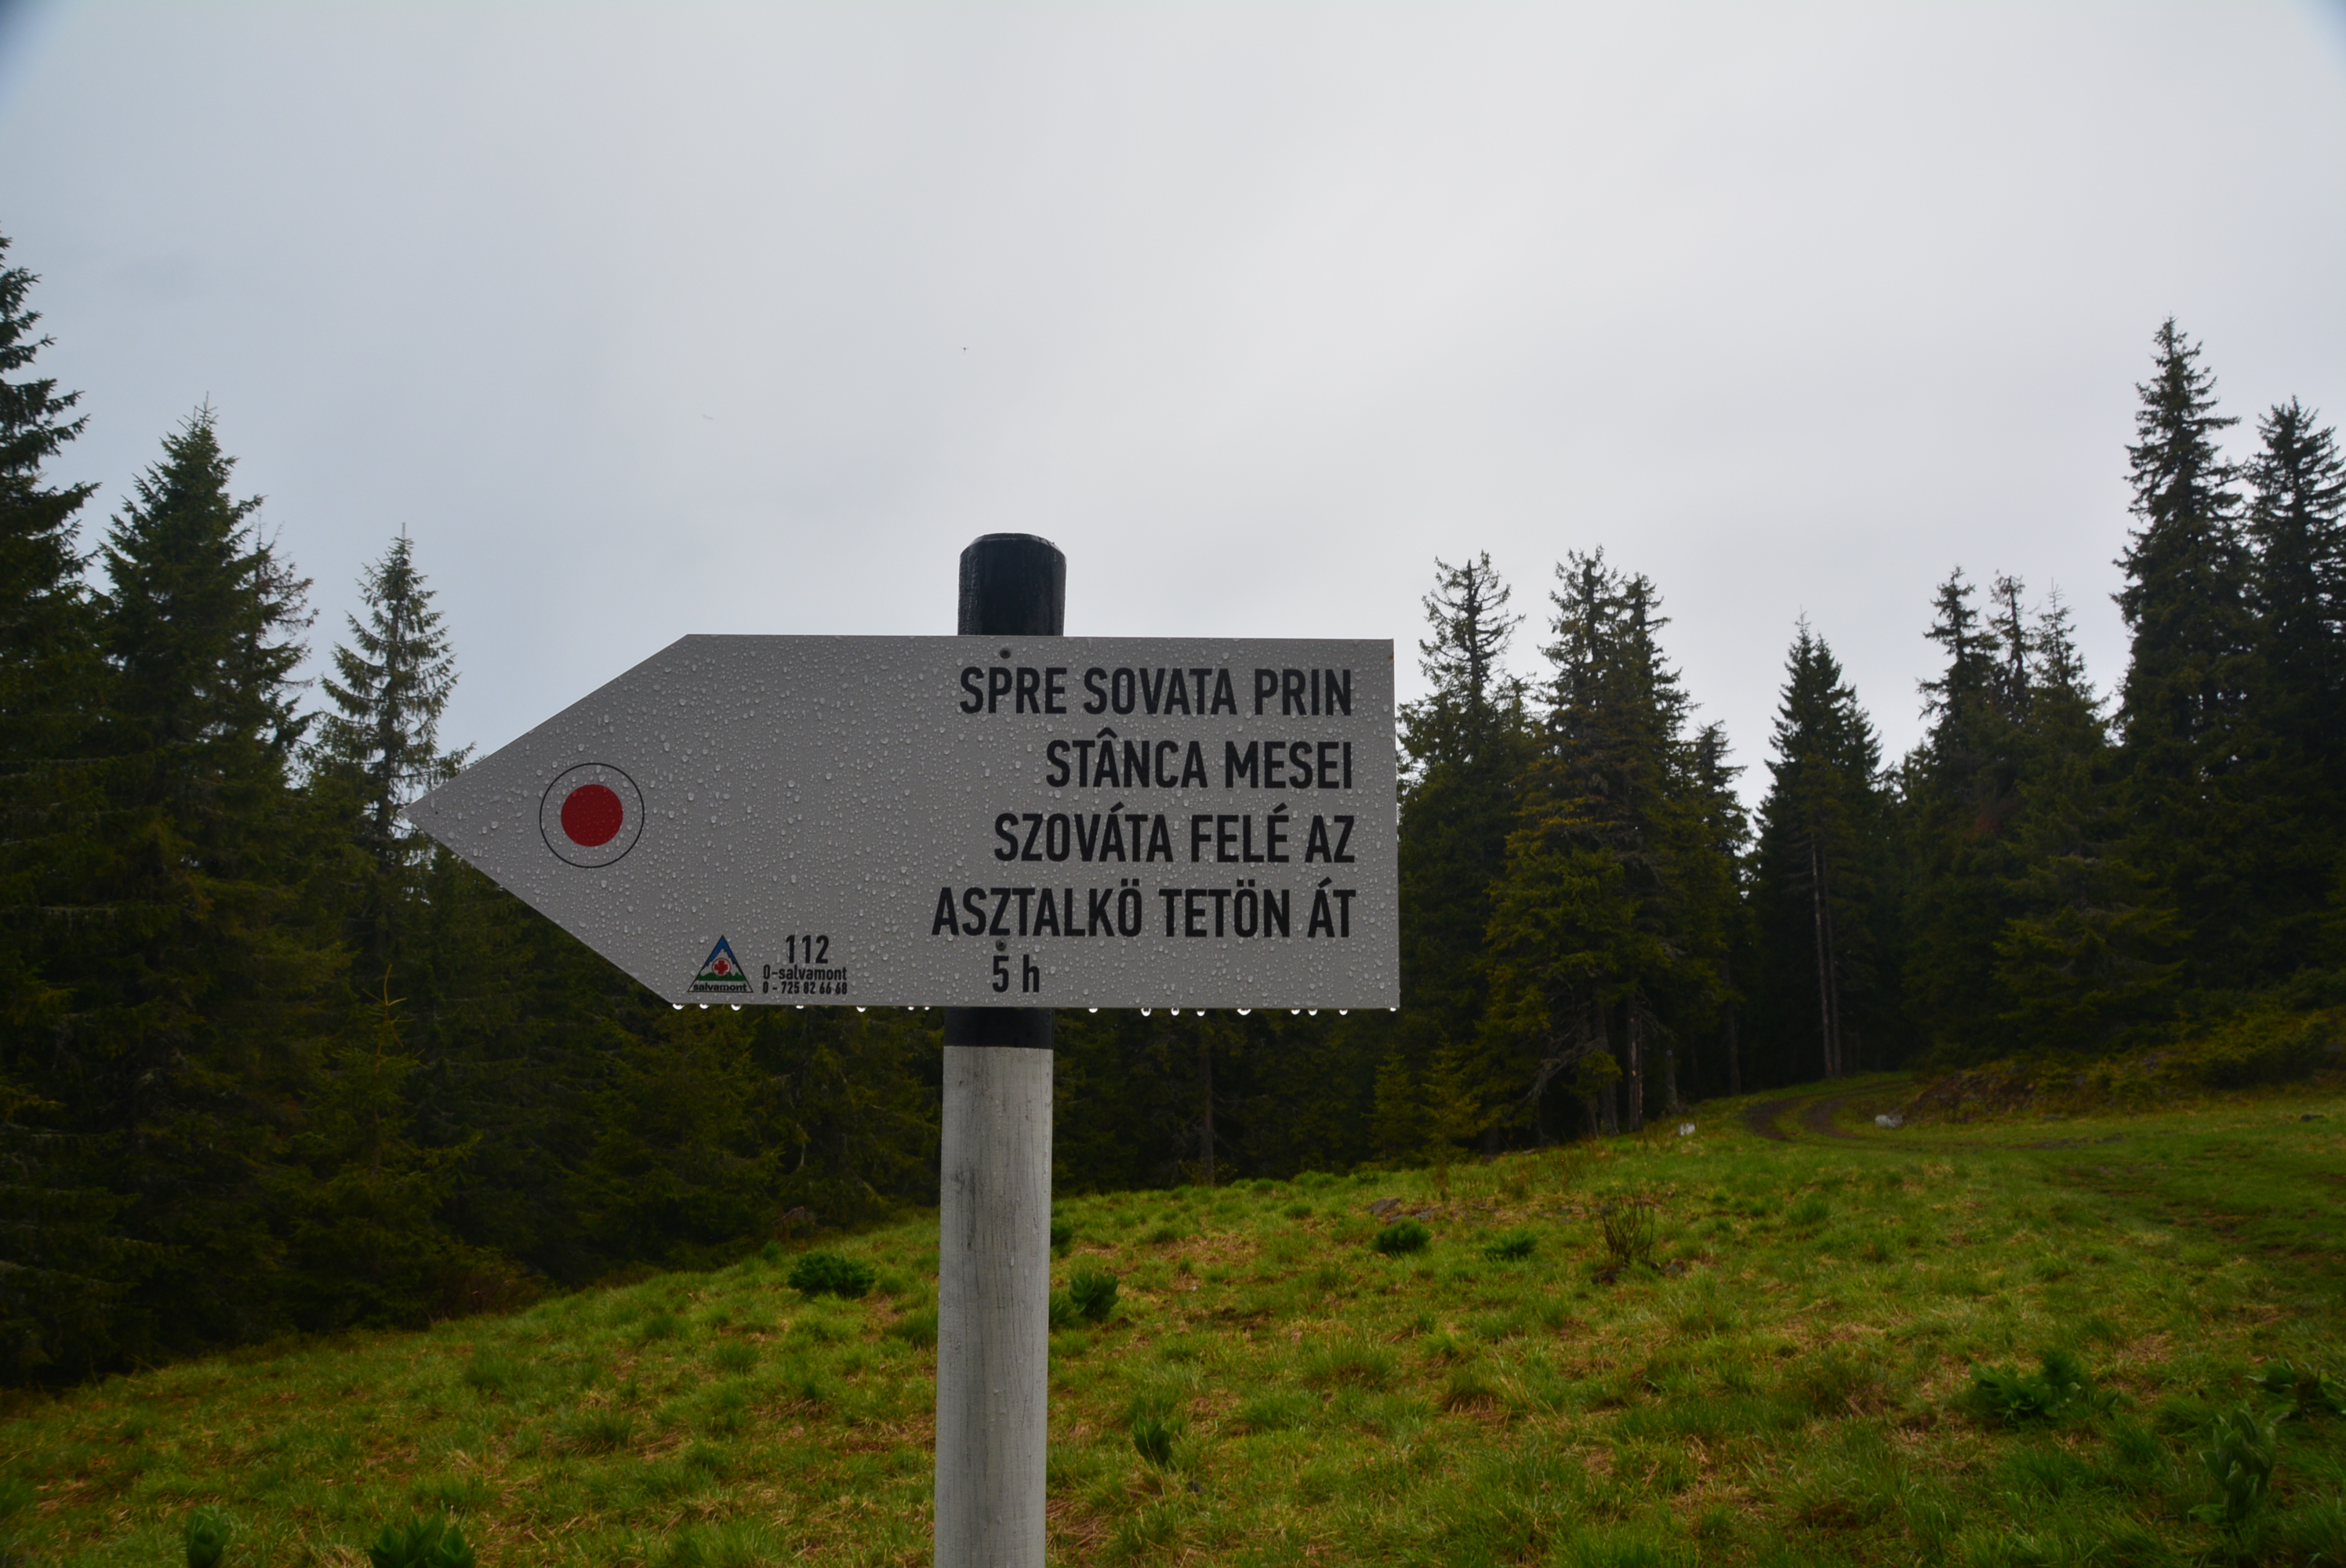 SPRE SOVATA PRIN
STÂNCA MESEI
SZOVÁTA FELÉ AZ
ASZTALKÖ TETÖN ÁT
5 h
112
0-salvamont
0 - 725 82 66 68
salvamont